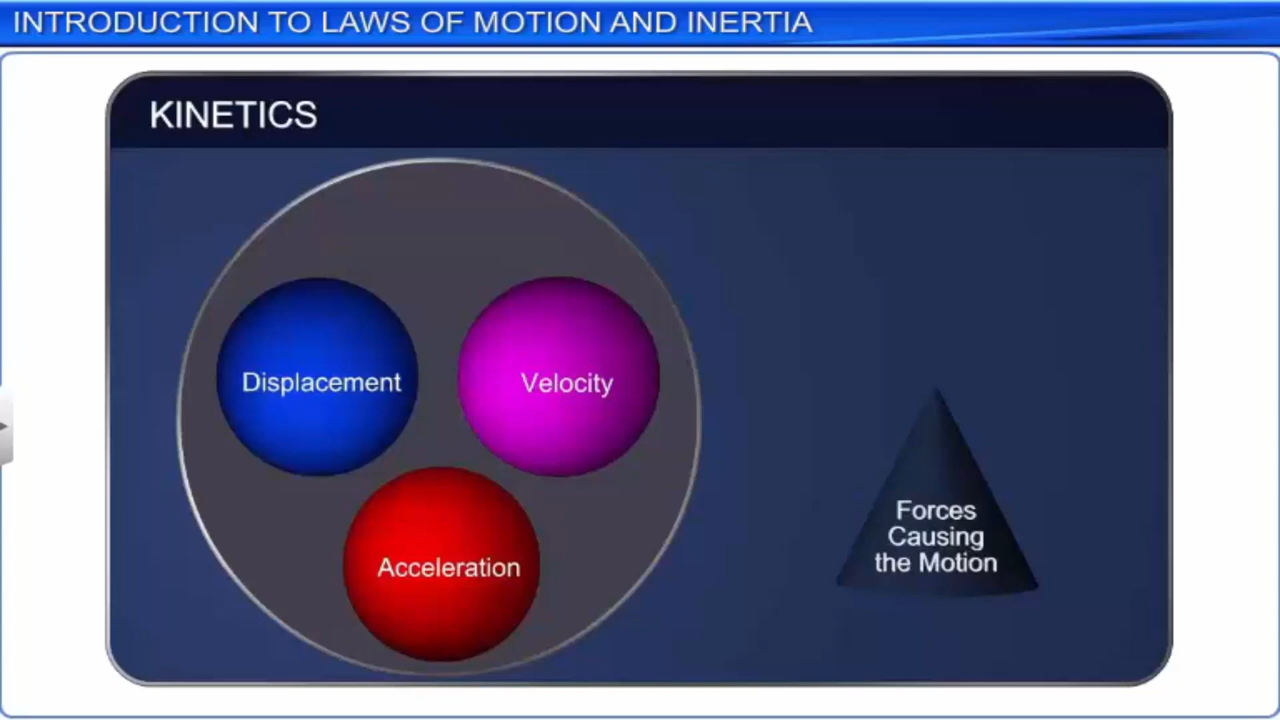 INTRODUCTION TO LAWS OF MOTION AND INERTIA
KINETICS
Displacement
Velocity
Acceleration
Forces
Causing
the Motion